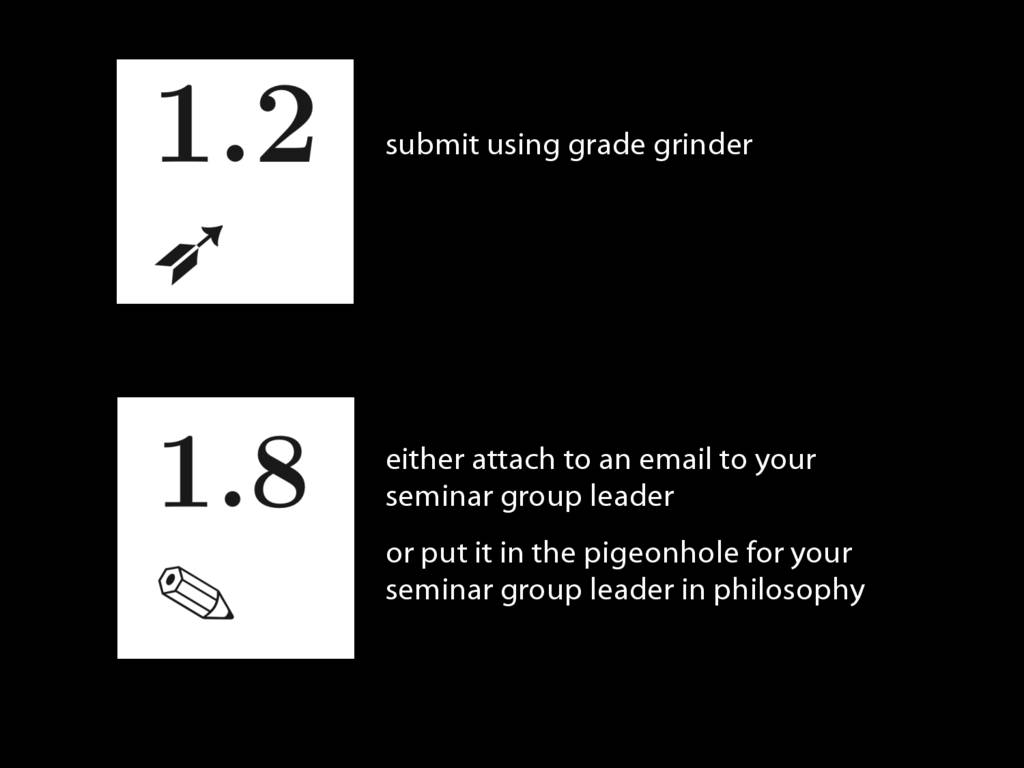 1.2
submit using grade grinder
1.8
either attach to an email to your
seminar group leader
or put it in the pigeonhole for your
seminar group leader in philosophy